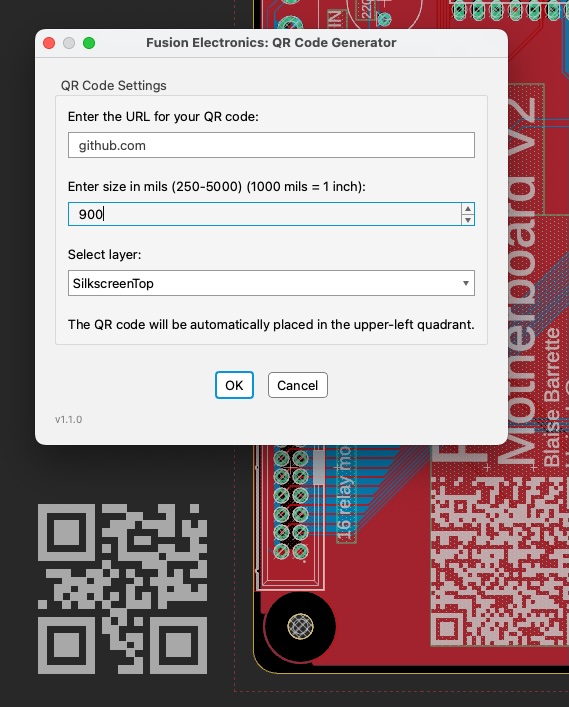 Fusion Electronics: QR Code Generator
QR Code Settings
Enter the URL for your QR code:
github.com
Enter size in mils (250-5000) (1000 mils = 1 inch):
900
Select layer:
SilkscreenTop
The QR code will be automatically placed in the upper-left quadrant.
OK
Cancel
v1.1.0
Motherboard V2
Blaise Barrette
16 relay mo